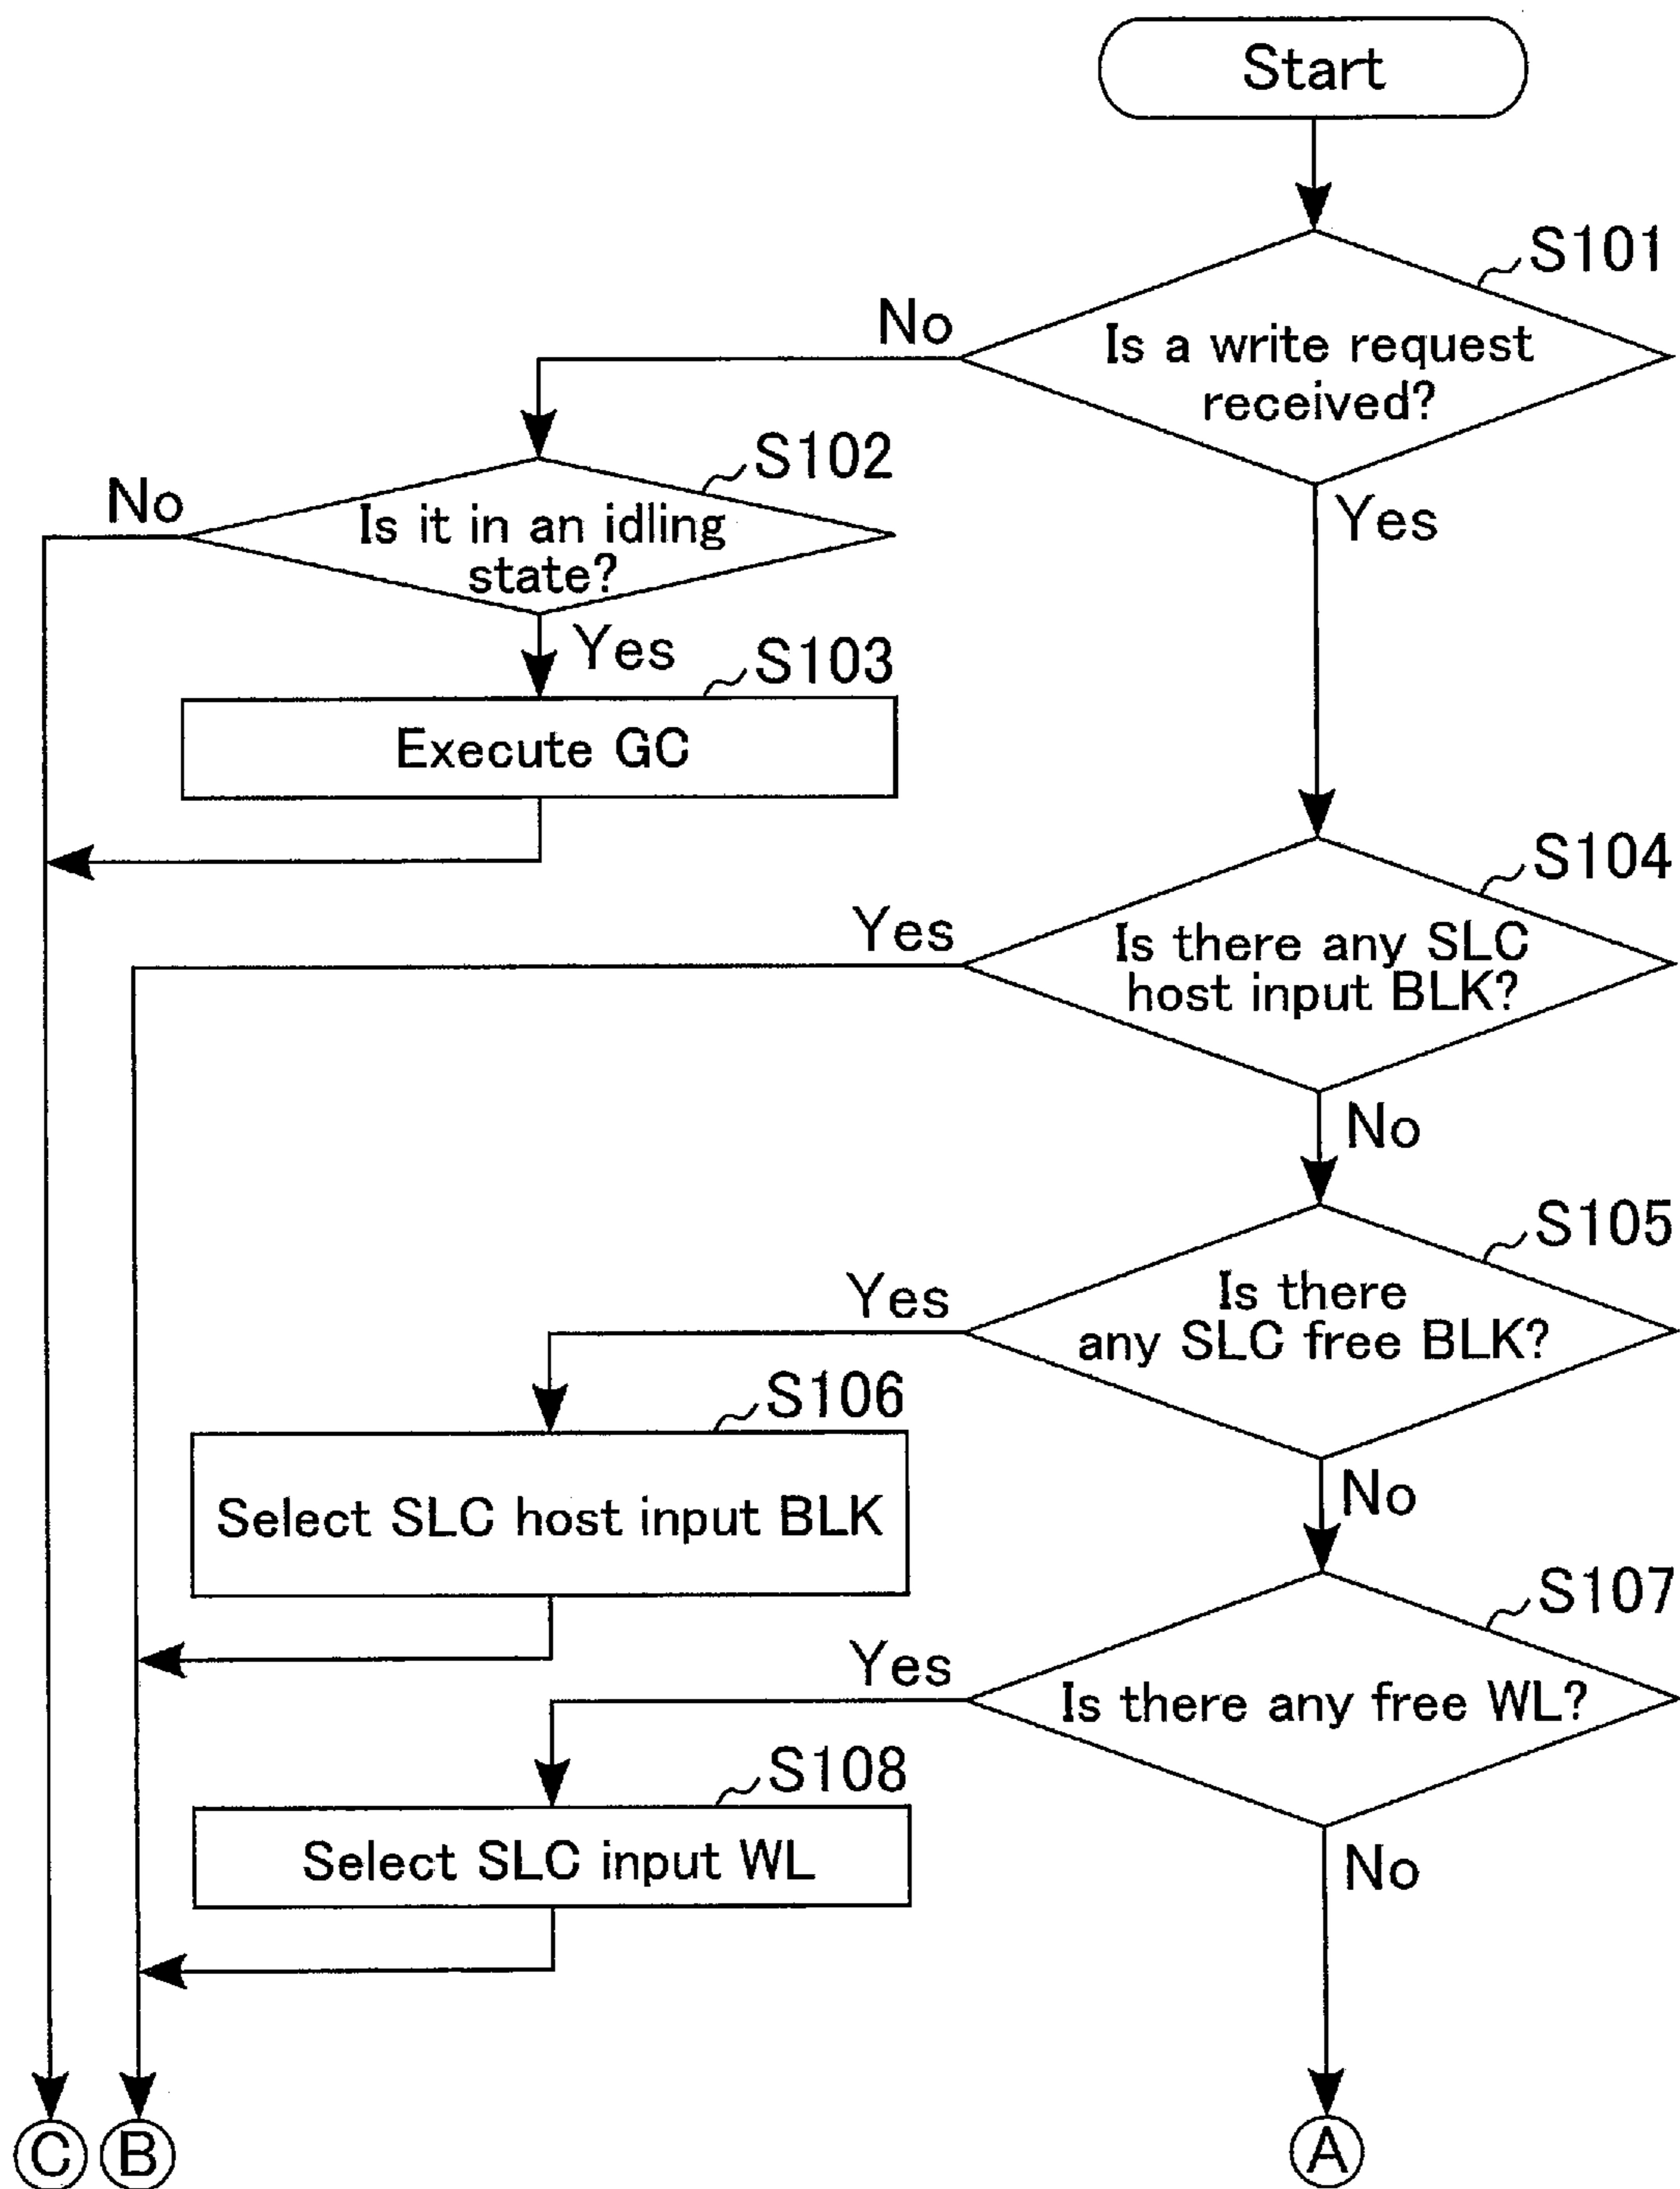 Start
S101
No
Is a write request
received?
S102
No
Is it in an idling
state?
Yes
Yes
S103
Execute GC
S104
Yes
Is there any SLC
host input BLK?
No
S105
Yes
Is there
any SLC free BLK?
S106
Select SLC host input BLK
No
S107
Yes
Is there any free WL?
S108
Select SLC input WL
No
C
B
A